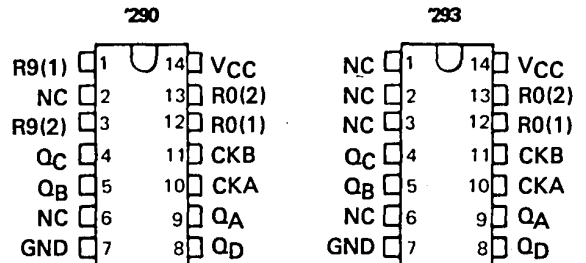 '290
R9(1) 1 14 VCC
NC 2 13 R0(2)
R9(2) 3 12 R0(1)
QC 4 11 CKB
QB 5 10 CKA
NC 6 9 QA
GND 7 8 QD
'293
NC 1 14 VCC
NC 2 13 R0(2)
NC 3 12 R0(1)
QC 4 11 CKB
QB 5 10 CKA
NC 6 9 QA
GND 7 8 QD